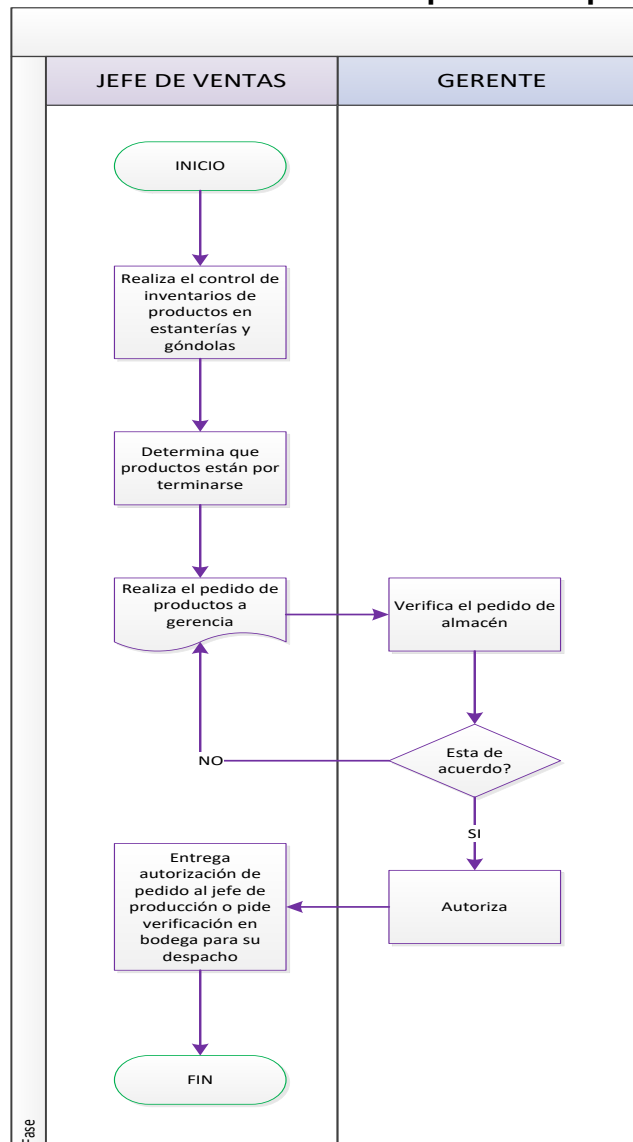 JEFE DE VENTAS
GERENTE
INICIO
Realiza el control de
inventarios de
productos en
estanterías y
góndolas
Determina que
productos están por
terminarse
Realiza el pedido de
productos a
gerencia
Verifica el pedido de
almacén
Esta de
acuerdo?
NO
SI
Entrega
autorización de
pedido al jefe de
producción o pide
verificación en
bodega para su
despacho
Autoriza
FIN
Fase